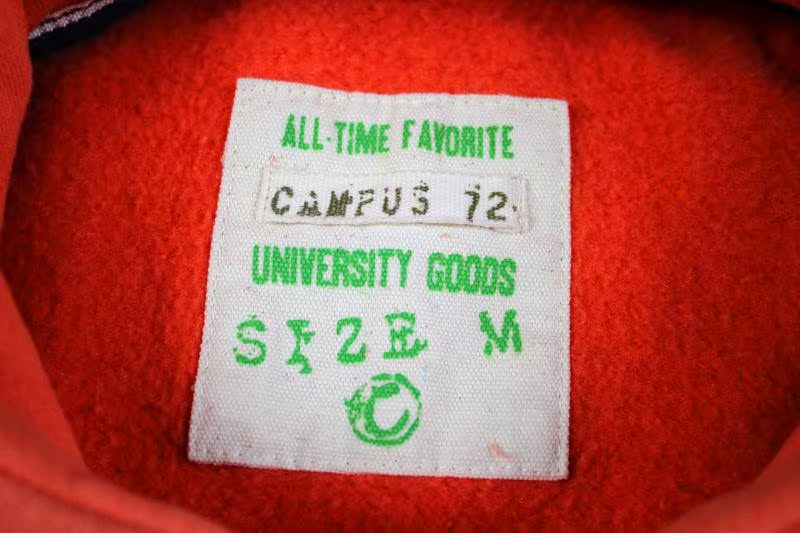 ALL-TIME FAVORITE
CAMPUS 72
UNIVERSITY GOODS
SIZE M
C